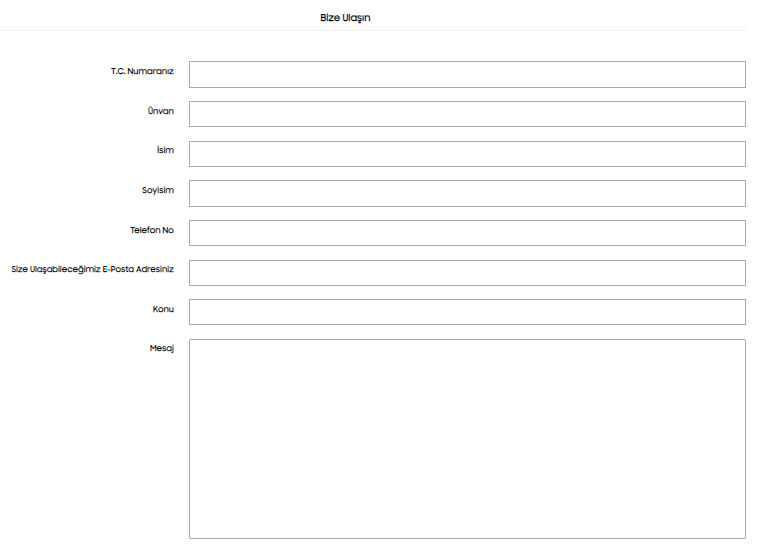 Bize Ulaşın
T.C. Numaranız
Ünvan
İsim
Soyisim
Telefon No
Size Ulaşabileceğimiz E-Posta Adresiniz
Konu
Mesaj